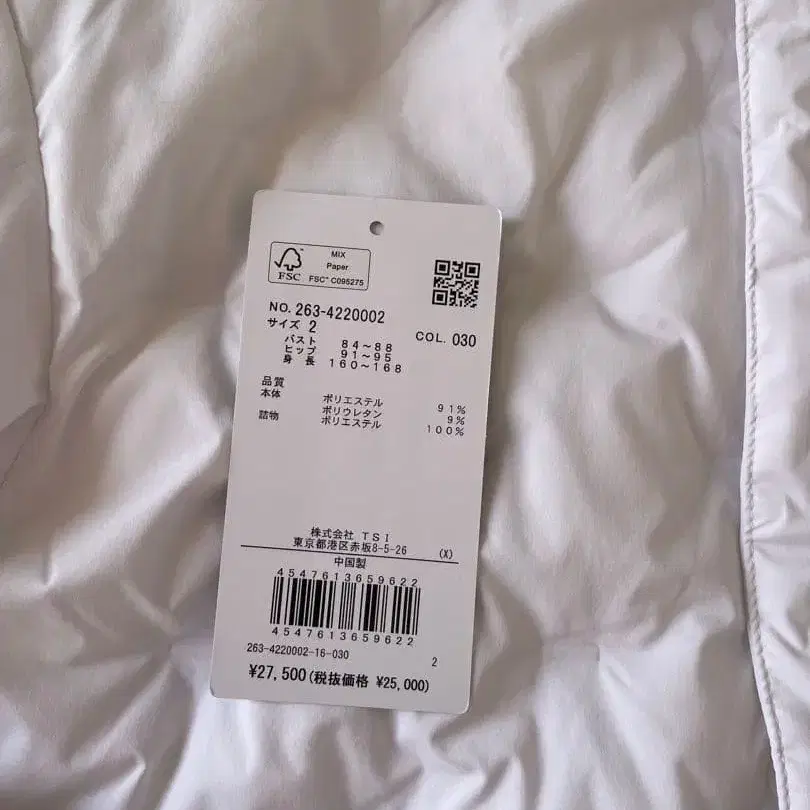 MIX
Paper
FSC
FSC® C095275
NO. 263-4220002
サイズ 2
COL. 030
バスト 84～88
ヒップ 91～95
身長 160～168
品質
本体 ポリエステル 91%
ポリウレタン 9%
詰物 ポリエステル 100%
株式会社 TSI
東京都港区赤坂8-5-26 (X)
中国製
4547613659622
4547613659622
263-4220002-16-030 2
¥27,500(税抜価格 ¥25,000)